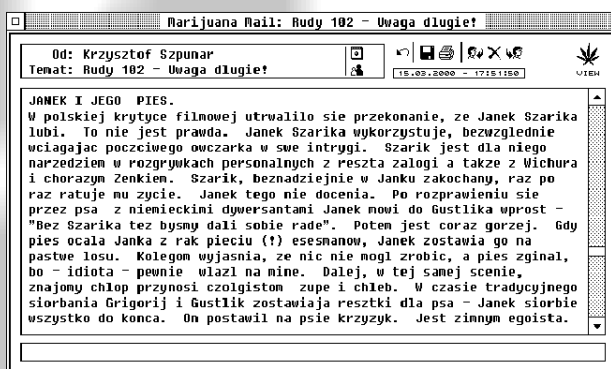 Marijuana Mail: Rudy 102 - Uwaga dlugie!
Od: Krzysztof Szpunar
Temat: Rudy 102 - Uwaga dlugie!
15.03.2000 - 17:51:50
VIEW
JANEK I JEGO PIES.
W polskiej krytyce filmowej utrwalilo sie przekonanie, ze Janek Szarika
lubi. To nie jest prawda. Janek Szarika wykorzystuje, bezwzglednie
wciagajac poczciwego owczarka w swe intrygi. Szarik jest dla niego
narzedziem w rozgrywkach personalnych z reszta zalogi a takze z Wichura
i chorazym Zenkiem. Szarik, beznadziejnie w Janku zakochany, raz po
raz ratuje mu zycie. Janek tego nie docenia. Po rozprawieniu sie
przez psa z niemieckimi dywersantami Janek mowi do Gustlika wprost -
"Bez Szarika tez bysmy dali sobie rade". Potem jest coraz gorzej. Gdy
pies ocala Janka z rak pieciu (!) esesmanow, Janek zostawia go na
pastwe losu. Kolegom wyjasnia, ze nic nie mogl zrobic, a pies zginal,
bo - idiota - pewnie wlazl na mine. Dalej, w tej samej scenie,
znajomy chlop przynosi czolgistom zupe i chleb. W czasie tradycyjnego
siorbania Grigorij i Gustlik zostawiaja resztki dla psa - Janek siorbie
wszystko do konca. On postawil na psie krzyzyk. Jest zimnym egoista.